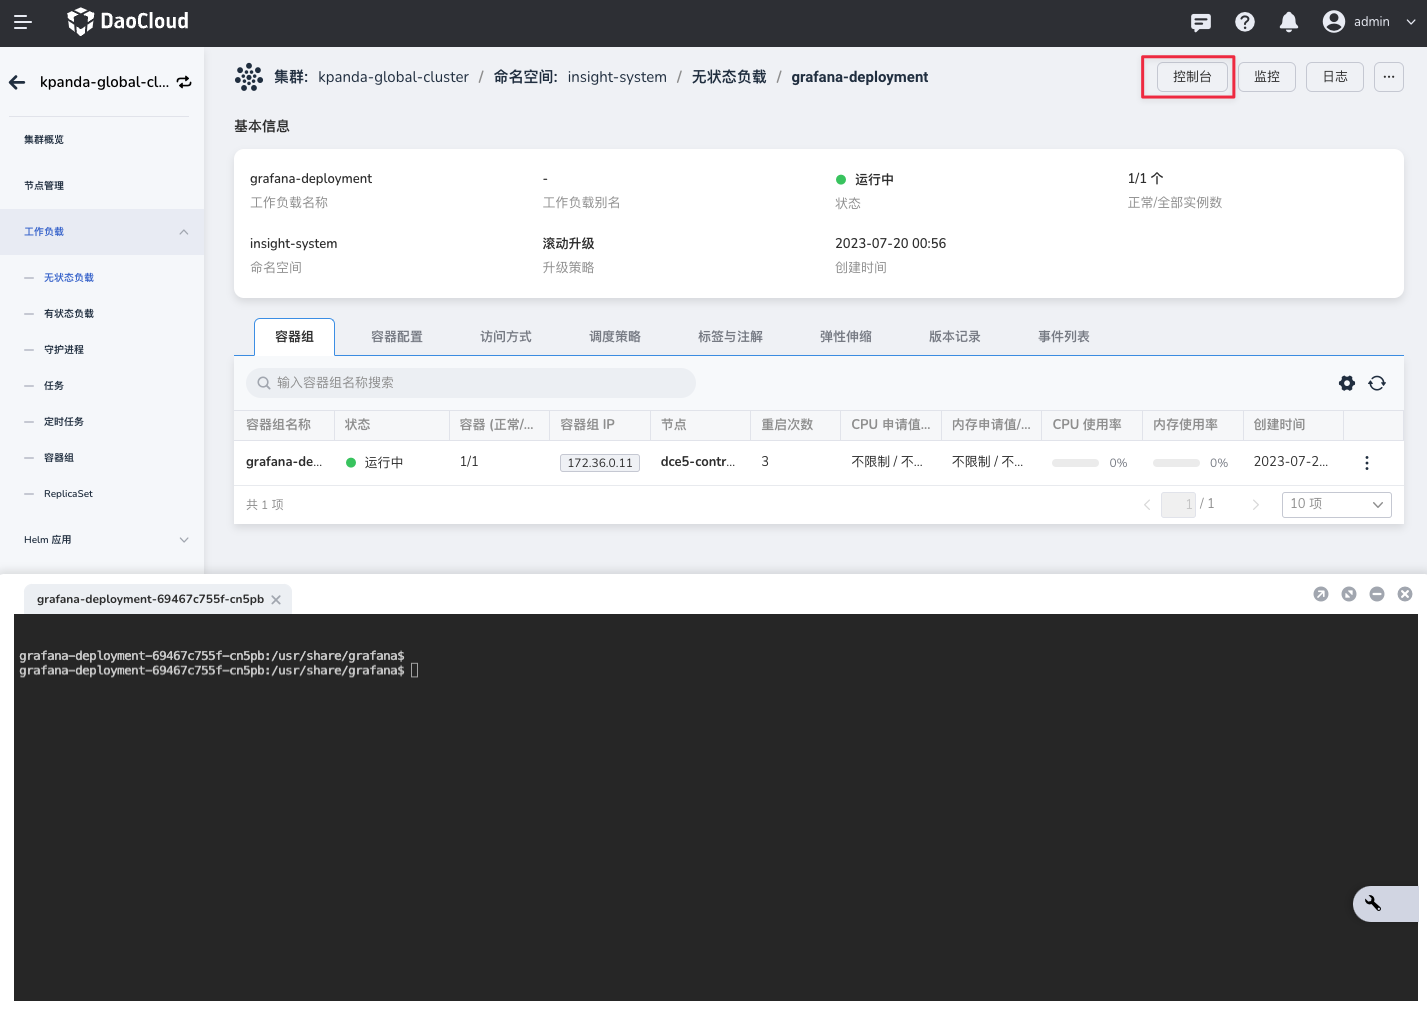 DaoCloud
admin
kpanda-global-cl...
集群: kpanda-global-cluster / 命名空间: insight-system / 无状态负载 / grafana-deployment
控制台
监控
日志
集群概览
节点管理
工作负载
无状态负载
有状态负载
守护进程
任务
定时任务
容器组
ReplicaSet
Helm 应用
基本信息
grafana-deployment
工作负载名称
-
工作负载别名
运行中
状态
1/1 个
正常/全部实例数
insight-system
命名空间
滚动升级
升级策略
2023-07-20 00:56
创建时间
容器组 容器配置 访问方式 调度策略 标签与注解 弹性伸缩 版本记录 事件列表
输入容器组名称搜索
容器组名称 状态 容器 (正常/... 容器组 IP 节点 重启次数 CPU 申请值... 内存申请值/... CPU 使用率 内存使用率 创建时间
grafana-de... 运行中 1/1 172.36.0.11 dce5-contr... 3 不限制 / 不... 不限制 / 不... 0% 0% 2023-07-2...
共 1 项
1 / 1
10 项
grafana-deployment-69467c755f-cn5pb
grafana-deployment-69467c755f-cn5pb:/usr/share/grafana$
grafana-deployment-69467c755f-cn5pb:/usr/share/grafana$